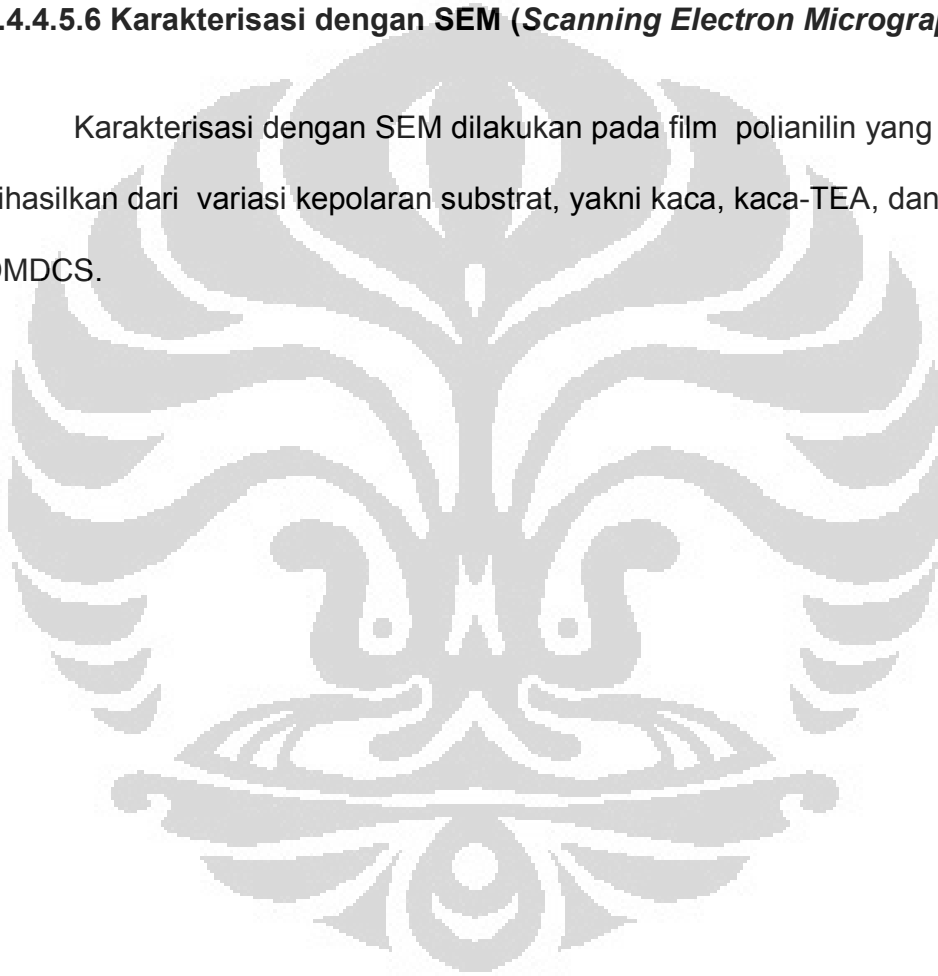 .4.4.5.6 Karakterisasi dengan SEM (Scanning Electron Microgra
Karakterisasi dengan SEM dilakukan pada film polianilin yang
ihasilkan dari variasi kepolaran substrat, yakni kaca, kaca-TEA, dan
DMDCS.